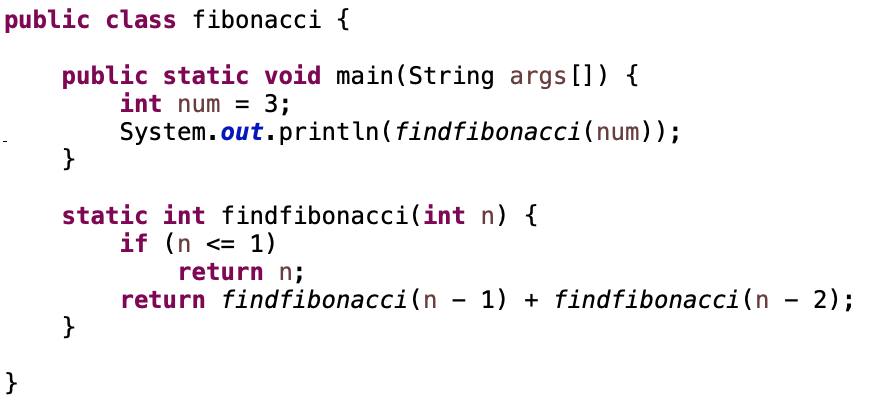 public class fibonacci {
    public static void main(String args[]) {
        int num = 3;
        System.out.println(findfibonacci(num));
    }
    static int findfibonacci(int n) {
        if (n <= 1)
            return n;
        return findfibonacci(n - 1) + findfibonacci(n - 2);
    }
}